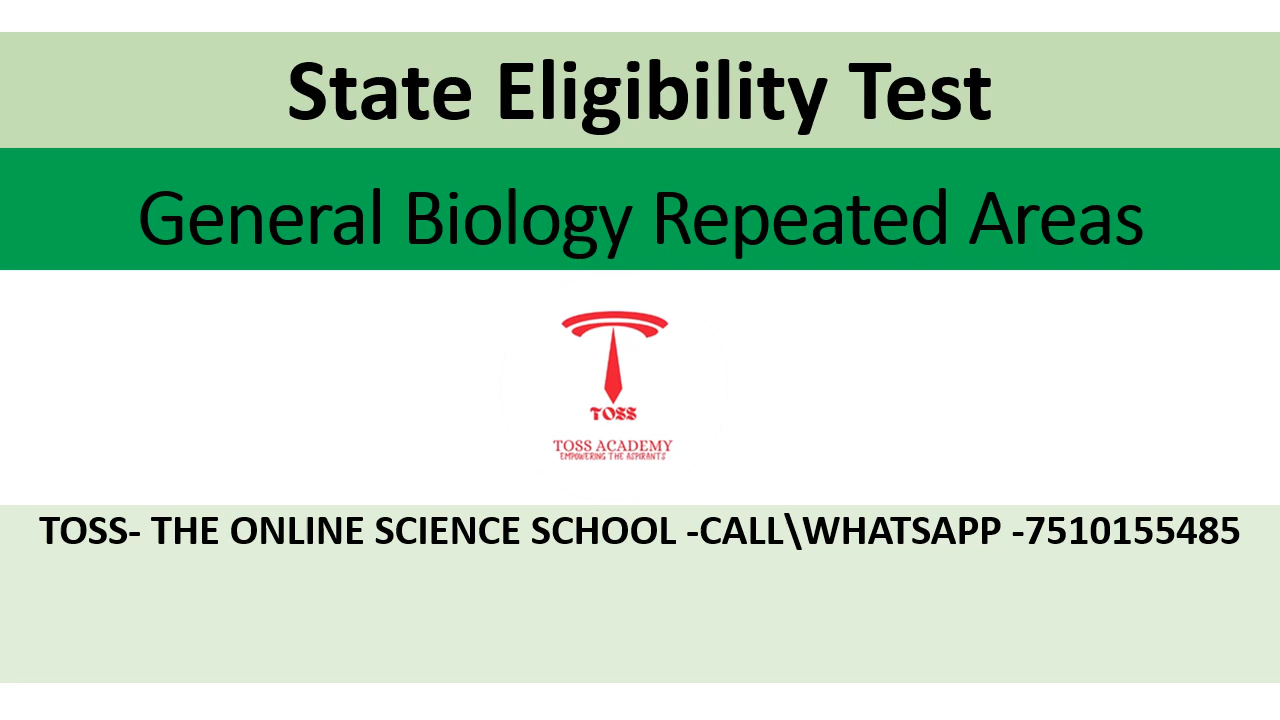 State Eligibility Test
General Biology Repeated Areas
TOSS
TOSS ACADEMY
EMPOWERING THE ASPIRANTS
TOSS- THE ONLINE SCIENCE SCHOOL -CALL\WHATSAPP -7510155485